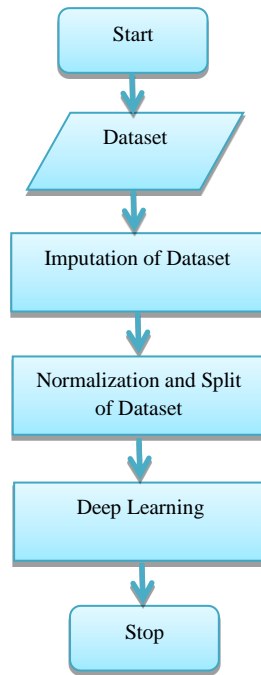 Start
Dataset
Imputation of Dataset
Normalization and Split
of Dataset
Deep Learning
Stop